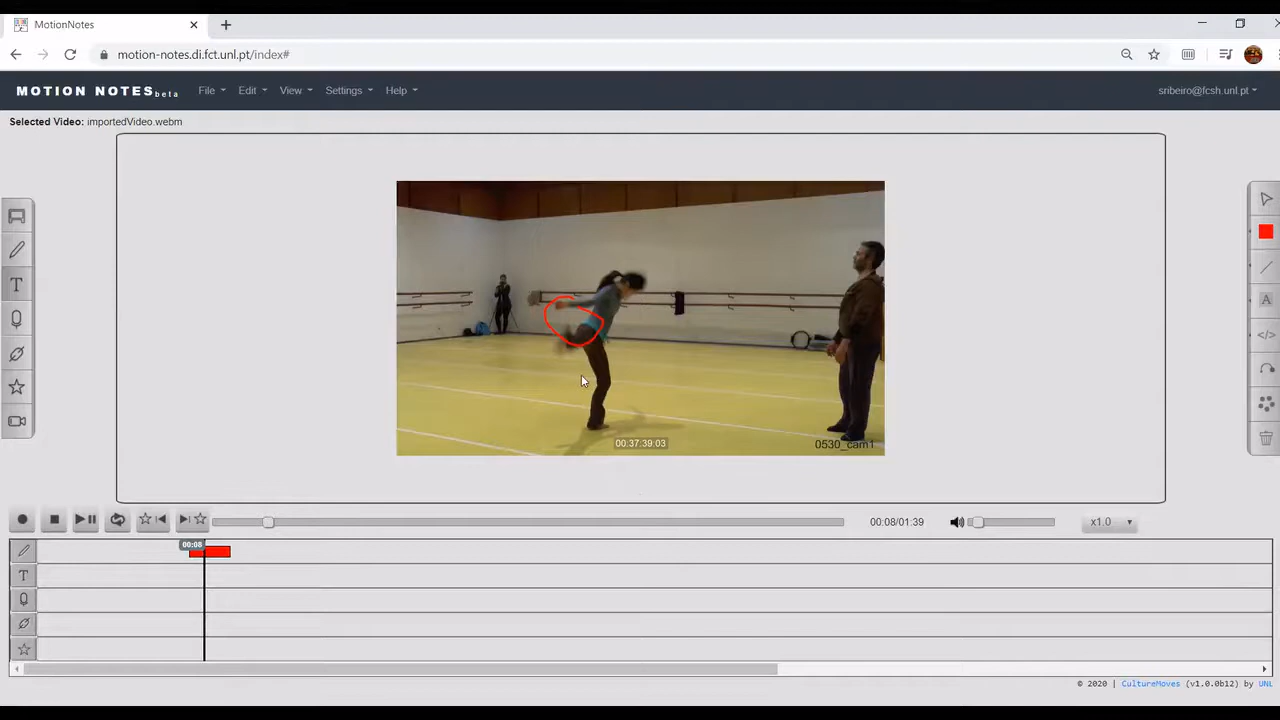 MotionNotes
motion-notes.di.fct.unl.pt/index#
MOTION NOTES beta File Edit View Settings Help sribeiro@fcsh.unl.pt
Selected Video: importedVideo.webm
T
A
</>
00:37:39:03
0530_cam1
00:08/01:39 x1.0
00:08
T
© 2020 | CultureMoves (v1.0.0b12) by UNL